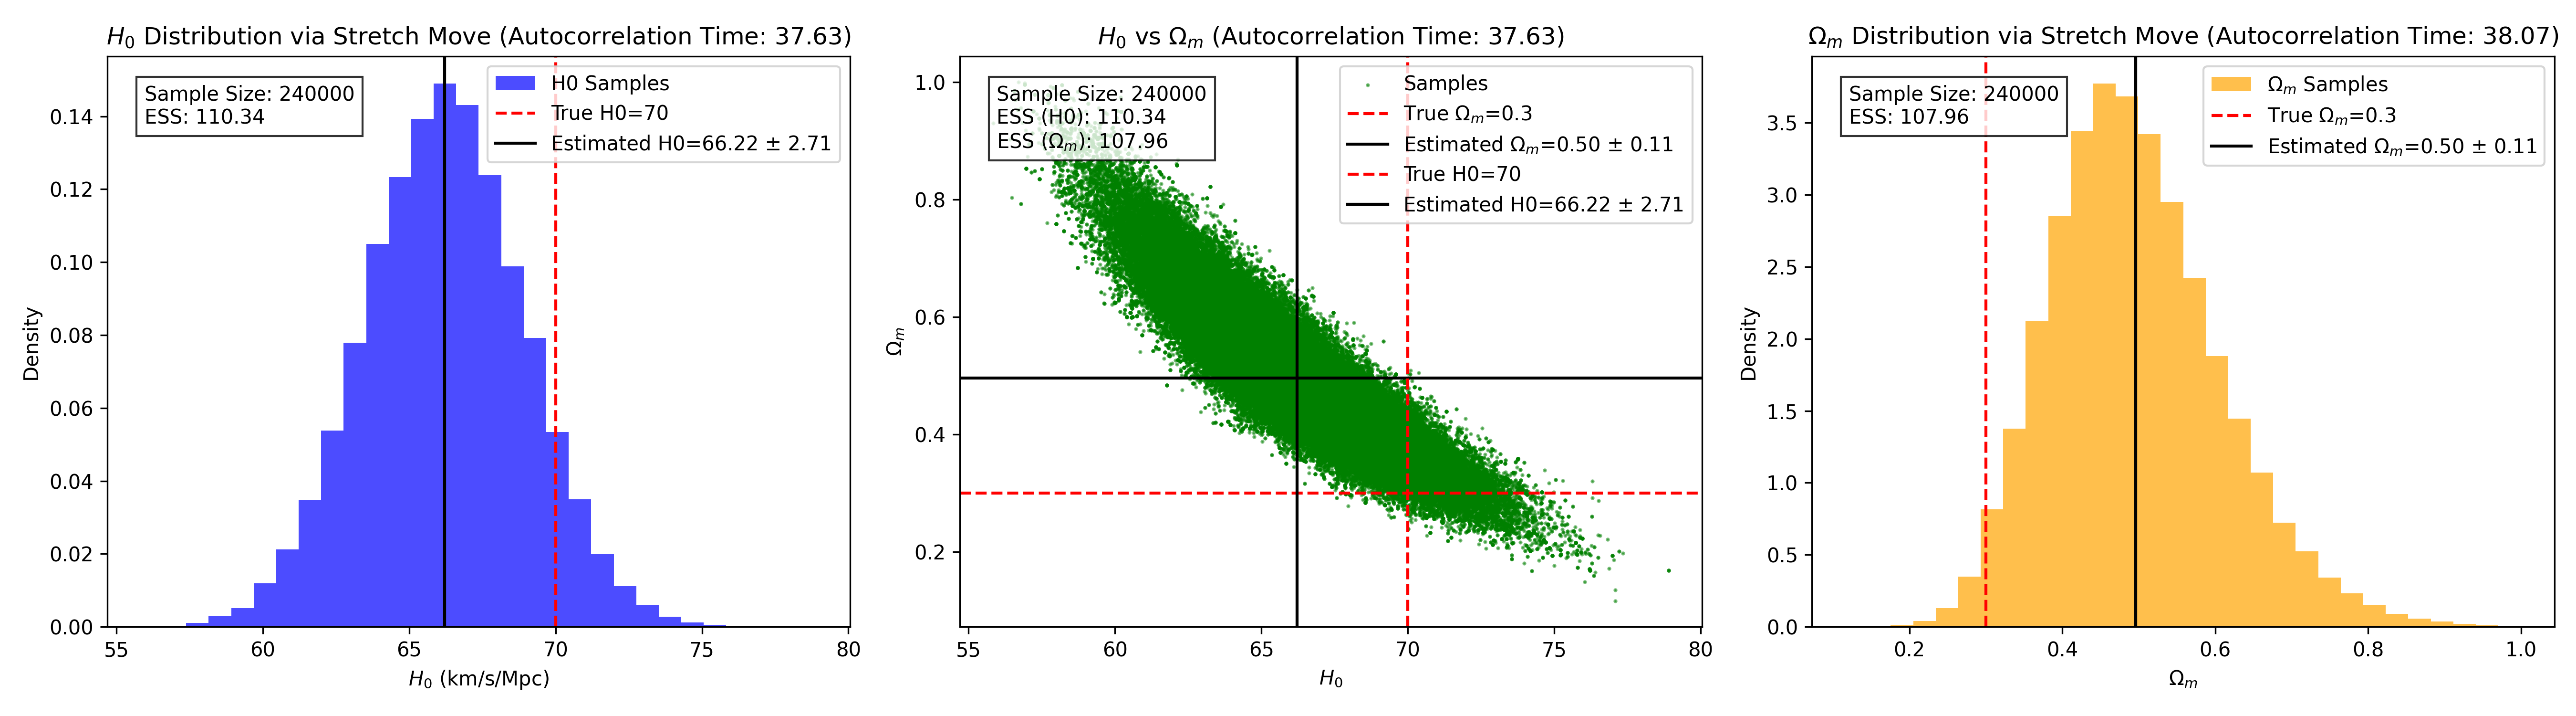 H₀ Distribution via Stretch Move (Autocorrelation Time: 37.63)
Sample Size: 240000
ESS: 110.34
H0 Samples
True H0=70
Estimated H0=66.22 ± 2.71
Density
0.14
0.12
0.10
0.08
0.06
0.04
0.02
0.00
55
60
65
70
75
80
H₀ (km/s/Mpc)
H₀ vs Ωₘ (Autocorrelation Time: 37.63)
Sample Size: 240000
ESS (H0): 110.34
ESS (Ωₘ): 107.96
Samples
True Ωₘ=0.3
Estimated Ωₘ=0.50 ± 0.11
True H0=70
Estimated H0=66.22 ± 2.71
Ωₘ
1.0
0.8
0.6
0.4
0.2
55
60
65
70
75
80
H₀
Ωₘ Distribution via Stretch Move (Autocorrelation Time: 38.07)
Sample Size: 240000
ESS: 107.96
Ωₘ Samples
True Ωₘ=0.3
Estimated Ωₘ=0.50 ± 0.11
Density
3.5
3.0
2.5
2.0
1.5
1.0
0.5
0.0
0.2
0.4
0.6
0.8
1.0
Ωₘ